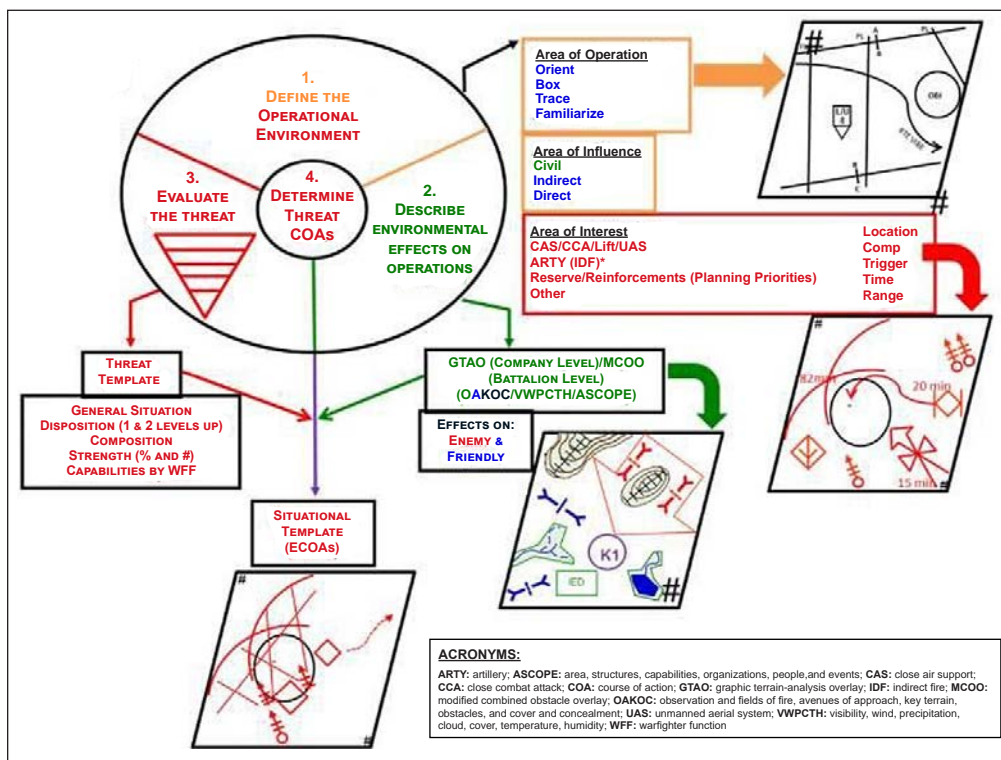 1.
DEFINE THE
OPERATIONAL
ENVIRONMENT
2.
DESCRIBE
ENVIRONMENTAL
EFFECTS ON
OPERATIONS
3.
EVALUATE
THE THREAT
4.
DETERMINE
THREAT
COAS
Area of Operation
Orient
Box
Trace
Familiarize
Area of Influence
Civil
Indirect
Direct
Area of Interest
CAS/CCA/Lift/UAS
ARTY (IDF)*
Reserve/Reinforcements (Planning Priorities)
Other
Location
Comp
Trigger
Time
Range
#
PL
A
PL
OBJ
#
#
82mm
20 min
15 min
#
THREAT
TEMPLATE
GENERAL SITUATION
DISPOSITION (1 & 2 LEVELS UP)
COMPOSITION
STRENGTH (% AND #)
CAPABILITIES BY WFF
GTAO (COMPANY LEVEL)/MCOO
(BATTALION LEVEL)
(OAKOC/VWPCTH/ASCOPE)
EFFECTS ON:
ENEMY &
FRIENDLY
K1
IED
#
SITUATIONAL
TEMPLATE
(ECOAS)
#
#
ACRONYMS:
ARTY: artillery; ASCOPE: area, structures, capabilities, organizations, people,and events; CAS: close air support;
CCA: close combat attack; COA: course of action; GTAO: graphic terrain-analysis overlay; IDF: indirect fire; MCOO:
modified combined obstacle overlay; OAKOC: observation and fields of fire, avenues of approach, key terrain,
obstacles, and cover and concealment; UAS: unmanned aerial system; VWPCTH: visibility, wind, precipitation,
cloud, cover, temperature, humidity; WFF: warfighter function